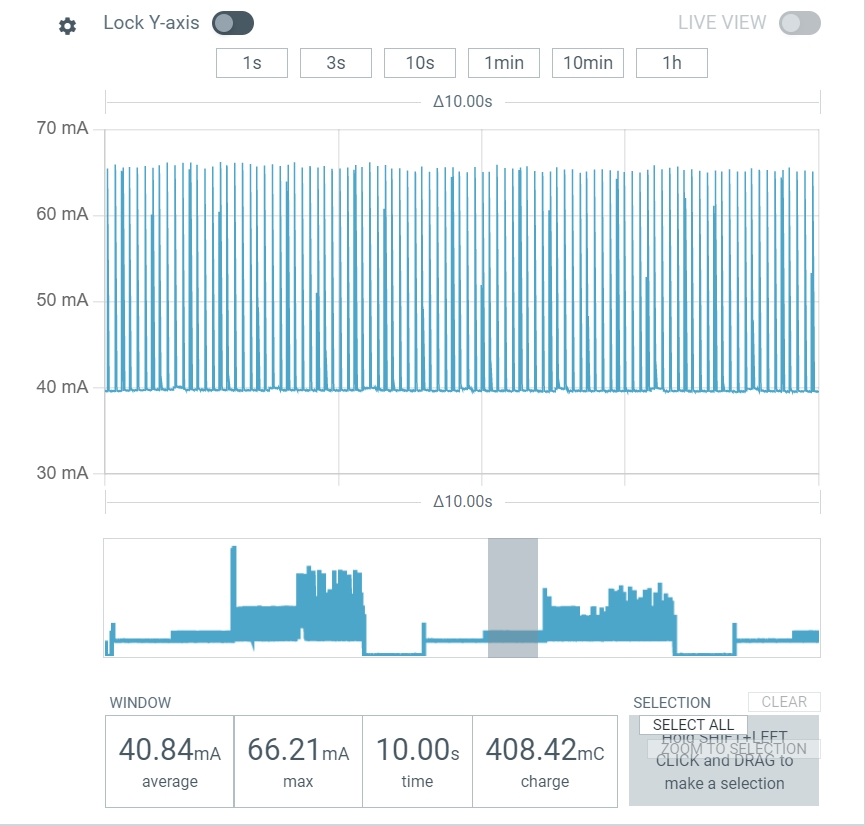 Lock Y-axis
LIVE VIEW
1s 3s 10s 1min 10min 1h
Δ10.00s
70 mA
60 mA
50 mA
40 mA
30 mA
Δ10.00s
WINDOW
40.84mA
average
66.21mA
max
10.00s
time
408.42mC
charge
SELECTION
CLEAR
SELECT ALL
Hold SHIFT+LEFT
ZOOM TO SELECTION
CLICK and DRAG to
make a selection